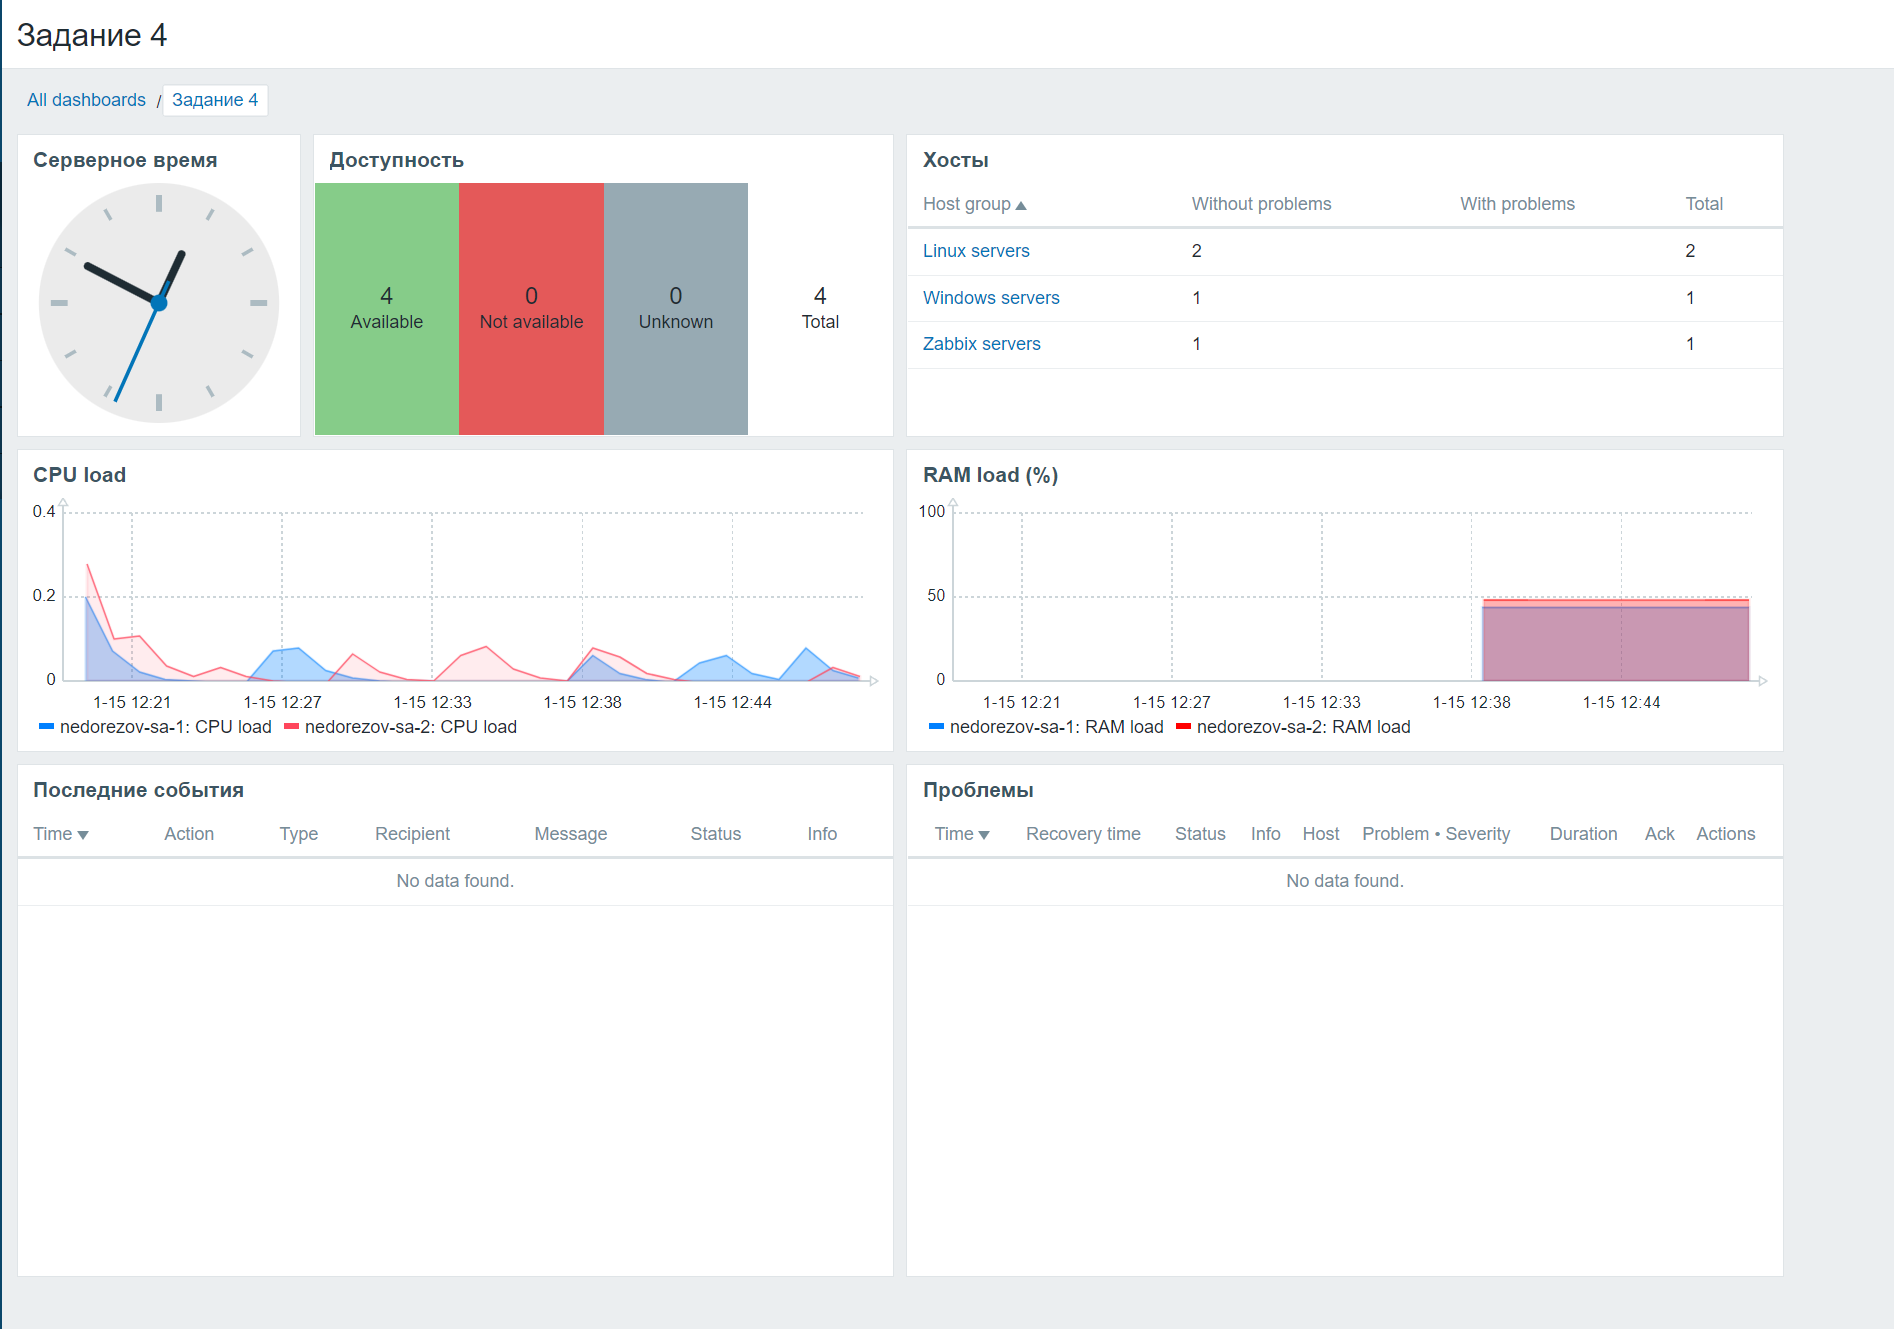 Задание 4
All dashboards / Задание 4
Серверное время
Доступность
4
Available
0
Not available
0
Unknown
4
Total
Хосты
Host group Without problems With problems Total
Linux servers 2 2
Windows servers 1 1
Zabbix servers 1 1
CPU load
0.4
0.2
0
1-15 12:21 1-15 12:27 1-15 12:33 1-15 12:38 1-15 12:44
nedorezov-sa-1: CPU load nedorezov-sa-2: CPU load
RAM load (%)
100
50
0
1-15 12:21 1-15 12:27 1-15 12:33 1-15 12:38 1-15 12:44
nedorezov-sa-1: RAM load nedorezov-sa-2: RAM load
Последние события
Time Action Type Recipient Message Status Info
No data found.
Проблемы
Time Recovery time Status Info Host Problem • Severity Duration Ack Actions
No data found.